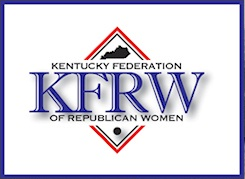 KENTUCKY FEDERATION
KFRW
OF REPUBLICAN WOMEN